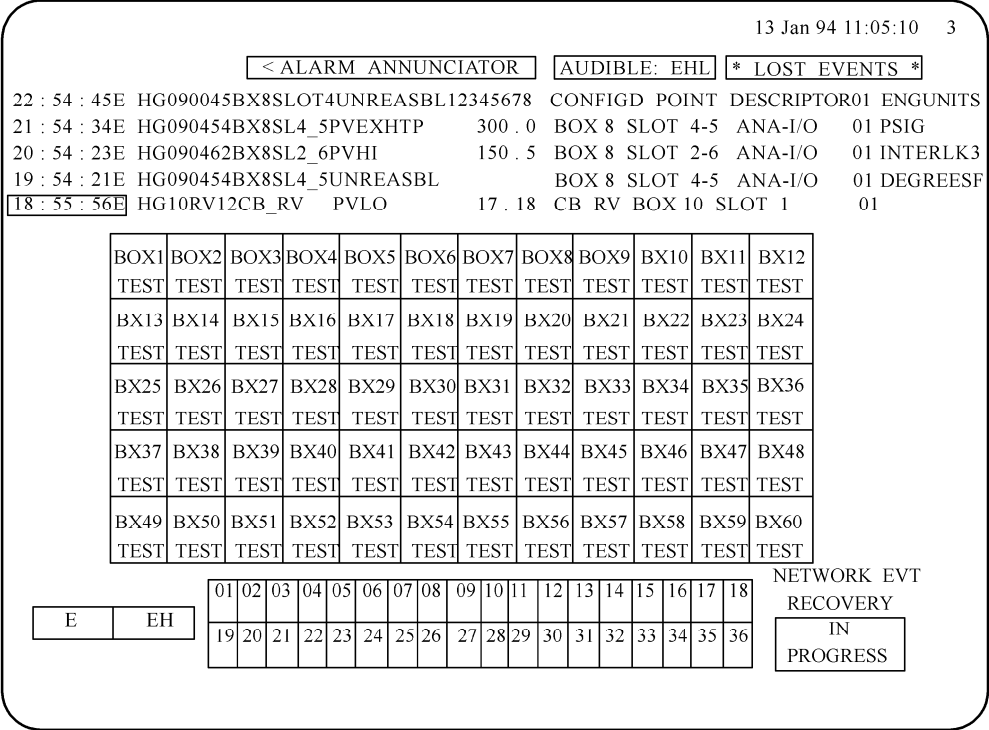 13 Jan 94 11:05:10 3
< ALARM ANNUNCIATOR AUDIBLE: EHL * LOST EVENTS *
22 : 54 : 45E HG090045BX8SLOT4UNREASBL12345678 CONFIGD POINT DESCRIPTOR01 ENGUNITS
21 : 54 : 34E HG090454BX8SL4_5PVEXHTP 300 . 0 BOX 8 SLOT 4-5 ANA-I/O 01 PSIG
20 : 54 : 23E HG090462BX8SL2_6PVHI 150 . 5 BOX 8 SLOT 2-6 ANA-I/O 01 INTERLK3
19 : 54 : 21E HG090454BX8SL4_5UNREASBL BOX 8 SLOT 4-5 ANA-I/O 01 DEGREESF
18 : 55 : 56E HG10RV12CB_RV PVLO 17 . 18 CB RV BOX 10 SLOT 1 01
BOX1 BOX2 BOX3 BOX4 BOX5 BOX6 BOX7 BOX8 BOX9 BX10 BX11 BX12
TEST TEST TEST TEST TEST TEST TEST TEST TEST TEST TEST TEST
BX13 BX14 BX15 BX16 BX17 BX18 BX19 BX20 BX21 BX22 BX23 BX24
TEST TEST TEST TEST TEST TEST TEST TEST TEST TEST TEST TEST
BX25 BX26 BX27 BX28 BX29 BX30 BX31 BX32 BX33 BX34 BX35 BX36
TEST TEST TEST TEST TEST TEST TEST TEST TEST TEST TEST TEST
BX37 BX38 BX39 BX40 BX41 BX42 BX43 BX44 BX45 BX46 BX47 BX48
TEST TEST TEST TEST TEST TEST TEST TEST TEST TEST TEST TEST
BX49 BX50 BX51 BX52 BX53 BX54 BX55 BX56 BX57 BX58 BX59 BX60
TEST TEST TEST TEST TEST TEST TEST TEST TEST TEST TEST TEST
E EH
01 02 03 04 05 06 07 08 09 10 11 12 13 14 15 16 17 18
19 20 21 22 23 24 25 26 27 28 29 30 31 32 33 34 35 36
NETWORK EVT
RECOVERY
IN
PROGRESS